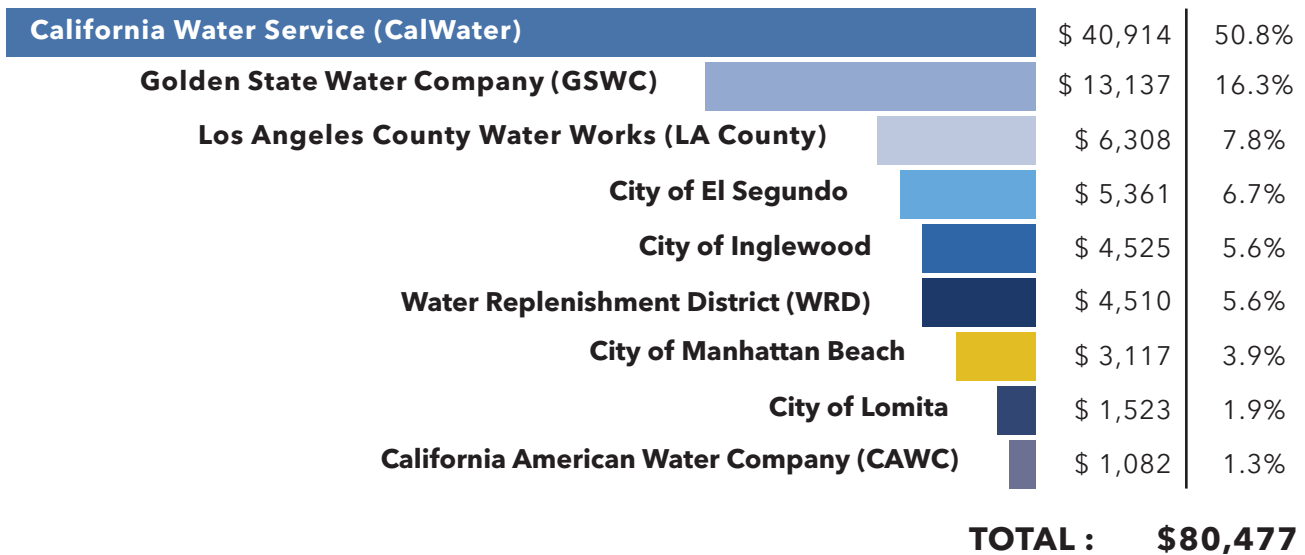 California Water Service (CalWater) $ 40,914 50.8%
Golden State Water Company (GSWC) $ 13,137 16.3%
Los Angeles County Water Works (LA County) $ 6,308 7.8%
City of El Segundo $ 5,361 6.7%
City of Inglewood $ 4,525 5.6%
Water Replenishment District (WRD) $ 4,510 5.6%
City of Manhattan Beach $ 3,117 3.9%
City of Lomita $ 1,523 1.9%
California American Water Company (CAWC) $ 1,082 1.3%
TOTAL : $80,477